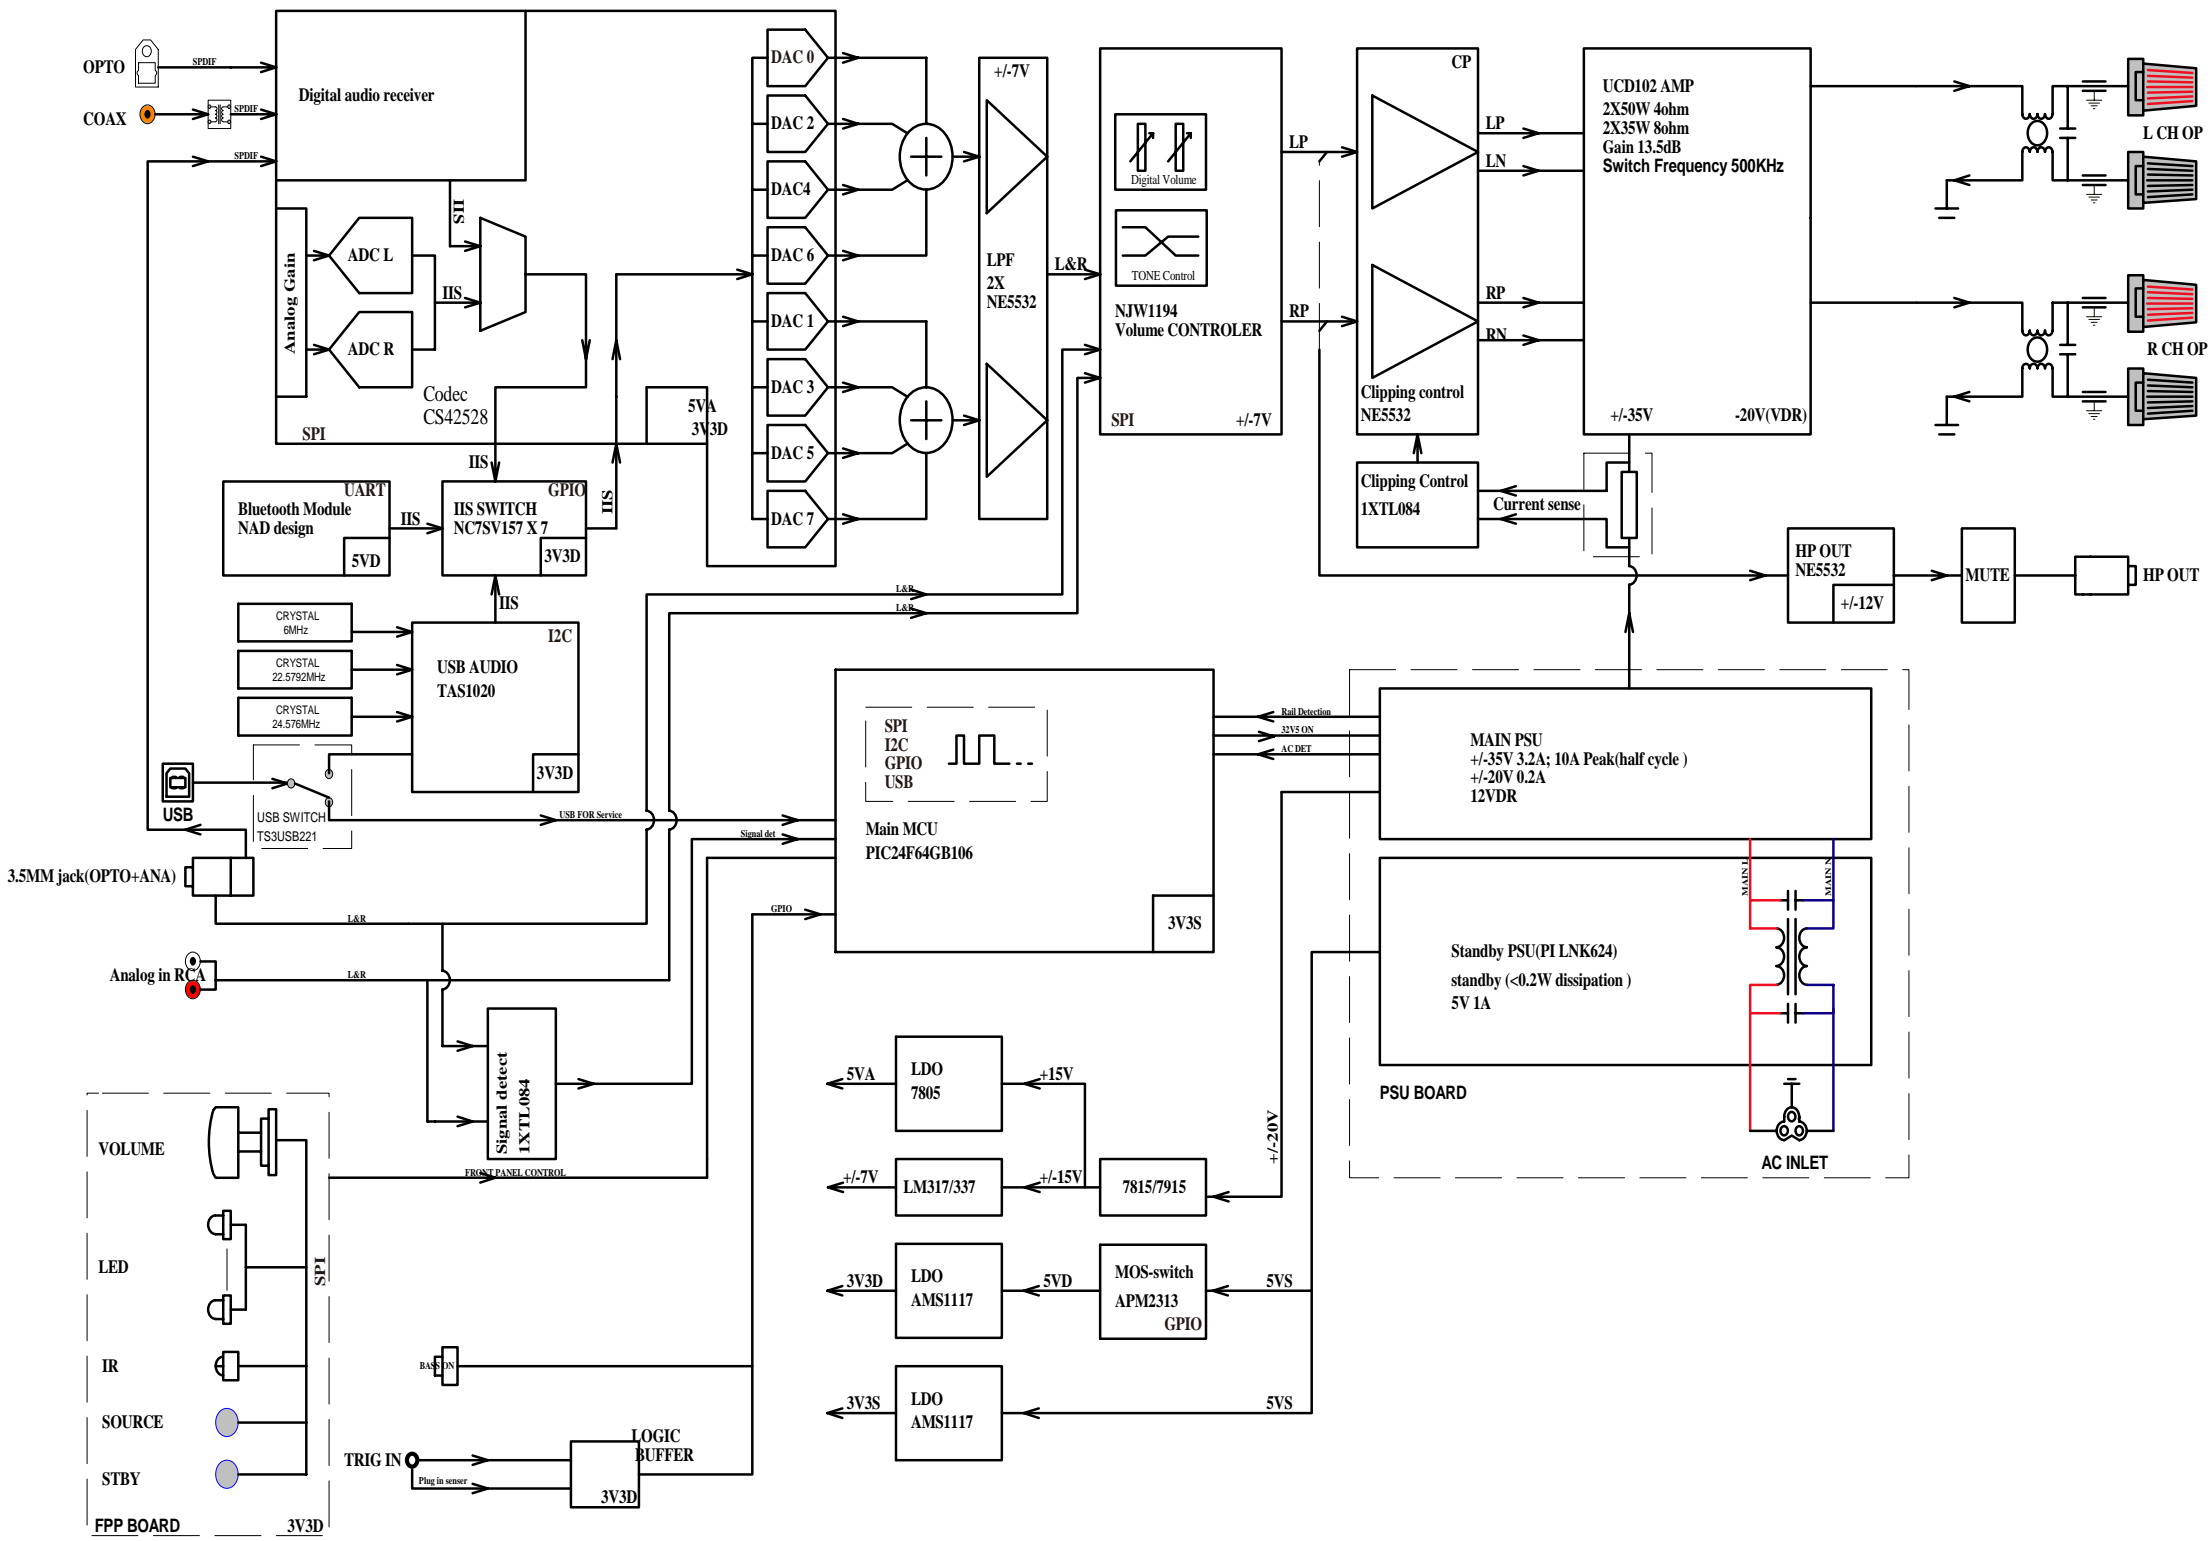 OPTO
SPDIF
COAX
SPDIF
SPDIF
Digital audio receiver
IIS
Analog Gain
ADC L
ADC R
IIS
Codec
CS42528
SPI
5VA
3V3D
DAC 0
DAC 2
DAC4
DAC 6
DAC 1
DAC 3
DAC 5
DAC 7
+/-7V
LPF
2X
NE5532
L&R
Digital Volume
TONE Control
NJW1194
Volume CONTROLER
SPI
+/-7V
LP
RP
CP
LP
LN
RP
RN
Clipping control
NE5532
UCD102 AMP
2X50W 4ohm
2X35W 8ohm
Gain 13.5dB
Switch Frequency 500KHz
+/-35V
-20V(VDR)
L CH OP
R CH OP
Clipping Control
1XTL084
Current sense
HP OUT
NE5532
+/-12V
MUTE
HP OUT
IIS
UART
Bluetooth Module
NAD design
5VD
IIS
GPIO
IIS SWITCH
NC7SV157 X 7
3V3D
IIS
IIS
L&R
L&R
CRYSTAL
6MHz
CRYSTAL
22.5792MHz
CRYSTAL
24.576MHz
I2C
USB AUDIO
TAS1020
3V3D
USB
USB SWITCH
TS3USB221
USB FOR Service
Signal det
3.5MM jack(OPTO+ANA)
L&R
GPIO
Analog in RCA
L&R
SPI
I2C
GPIO
USB
Main MCU
PIC24F64GB106
3V3S
Rail Detection
32V5 ON
AC DET
MAIN PSU
+/-35V 3.2A; 10A Peak(half cycle )
+/-20V 0.2A
12VDR
MAIN L
MAIN N
Standby PSU(PI LNK624)
standby (<0.2W dissipation )
5V 1A
PSU BOARD
AC INLET
Signal detect
1XTL084
FRONT PANEL CONTROL
5VA
LDO
7805
+15V
+/-20V
+/-7V
LM317/337
+/-15V
7815/7915
3V3D
LDO
AMS1117
5VD
MOS-switch
APM2313
GPIO
5VS
3V3S
LDO
AMS1117
5VS
VOLUME
LED
SPI
IR
SOURCE
STBY
FPP BOARD
3V3D
BASS ON
TRIG IN
Plug in senser
LOGIC
BUFFER
3V3D